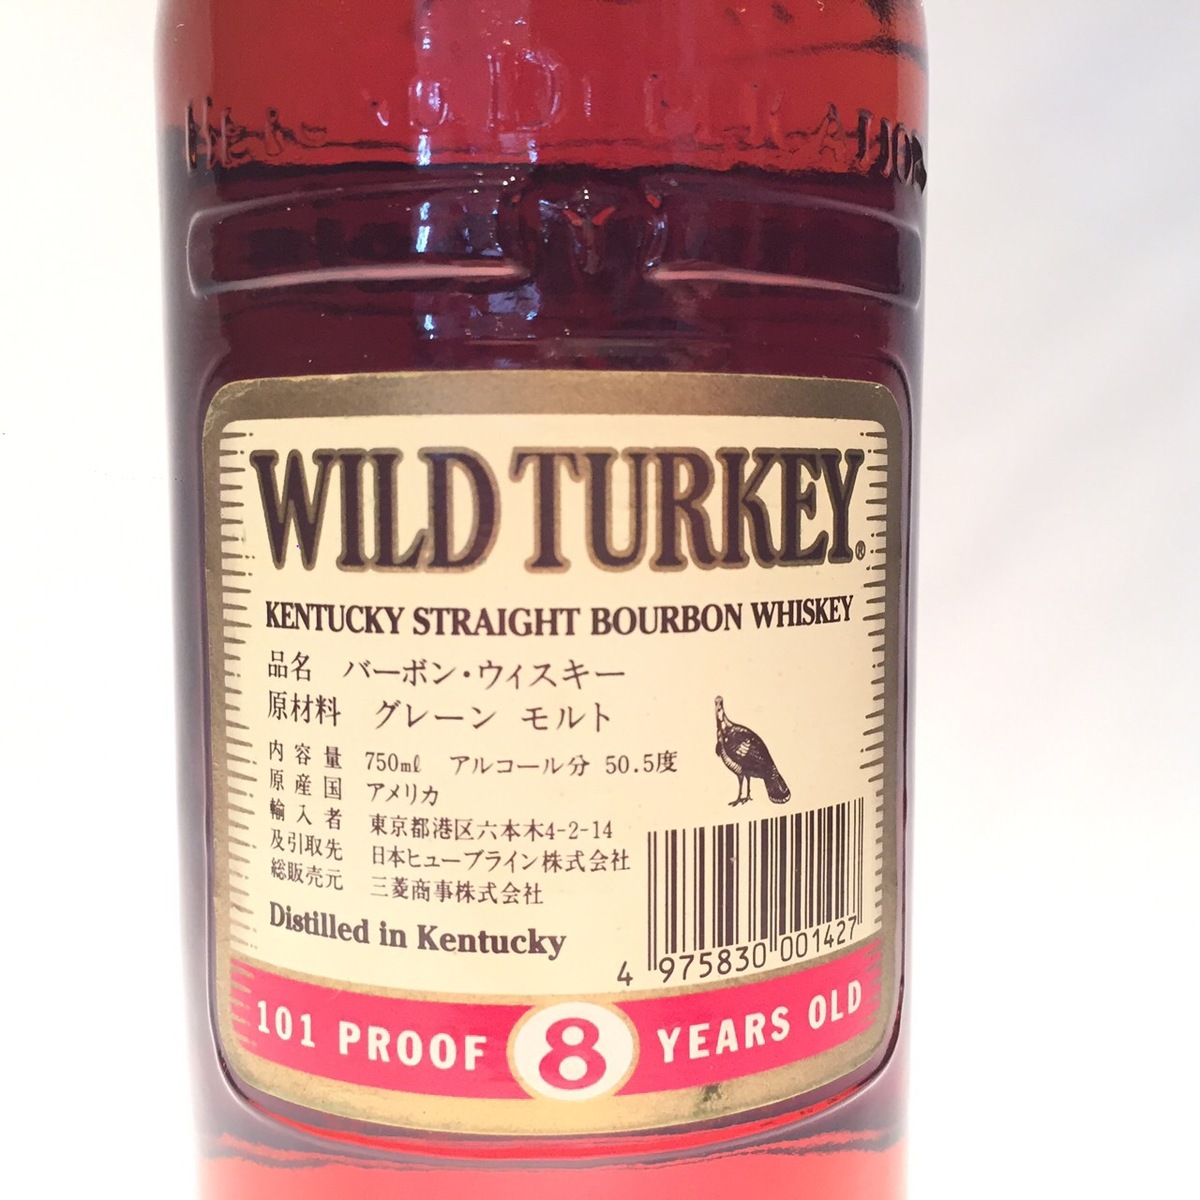 WILD TURKEY®
KENTUCKY STRAIGHT BOURBON WHISKEY
品名 バーボン・ウィスキー
原材料 グレーン モルト
内容量 750mℓ アルコール分 50.5度
原産国 アメリカ
輸入者 東京都港区六本木4-2-14
及引取先 日本ヒューブライン株式会社
総販売元 三菱商事株式会社
Distilled in Kentucky
4 975830 001427
101 PROOF 8 YEARS OLD